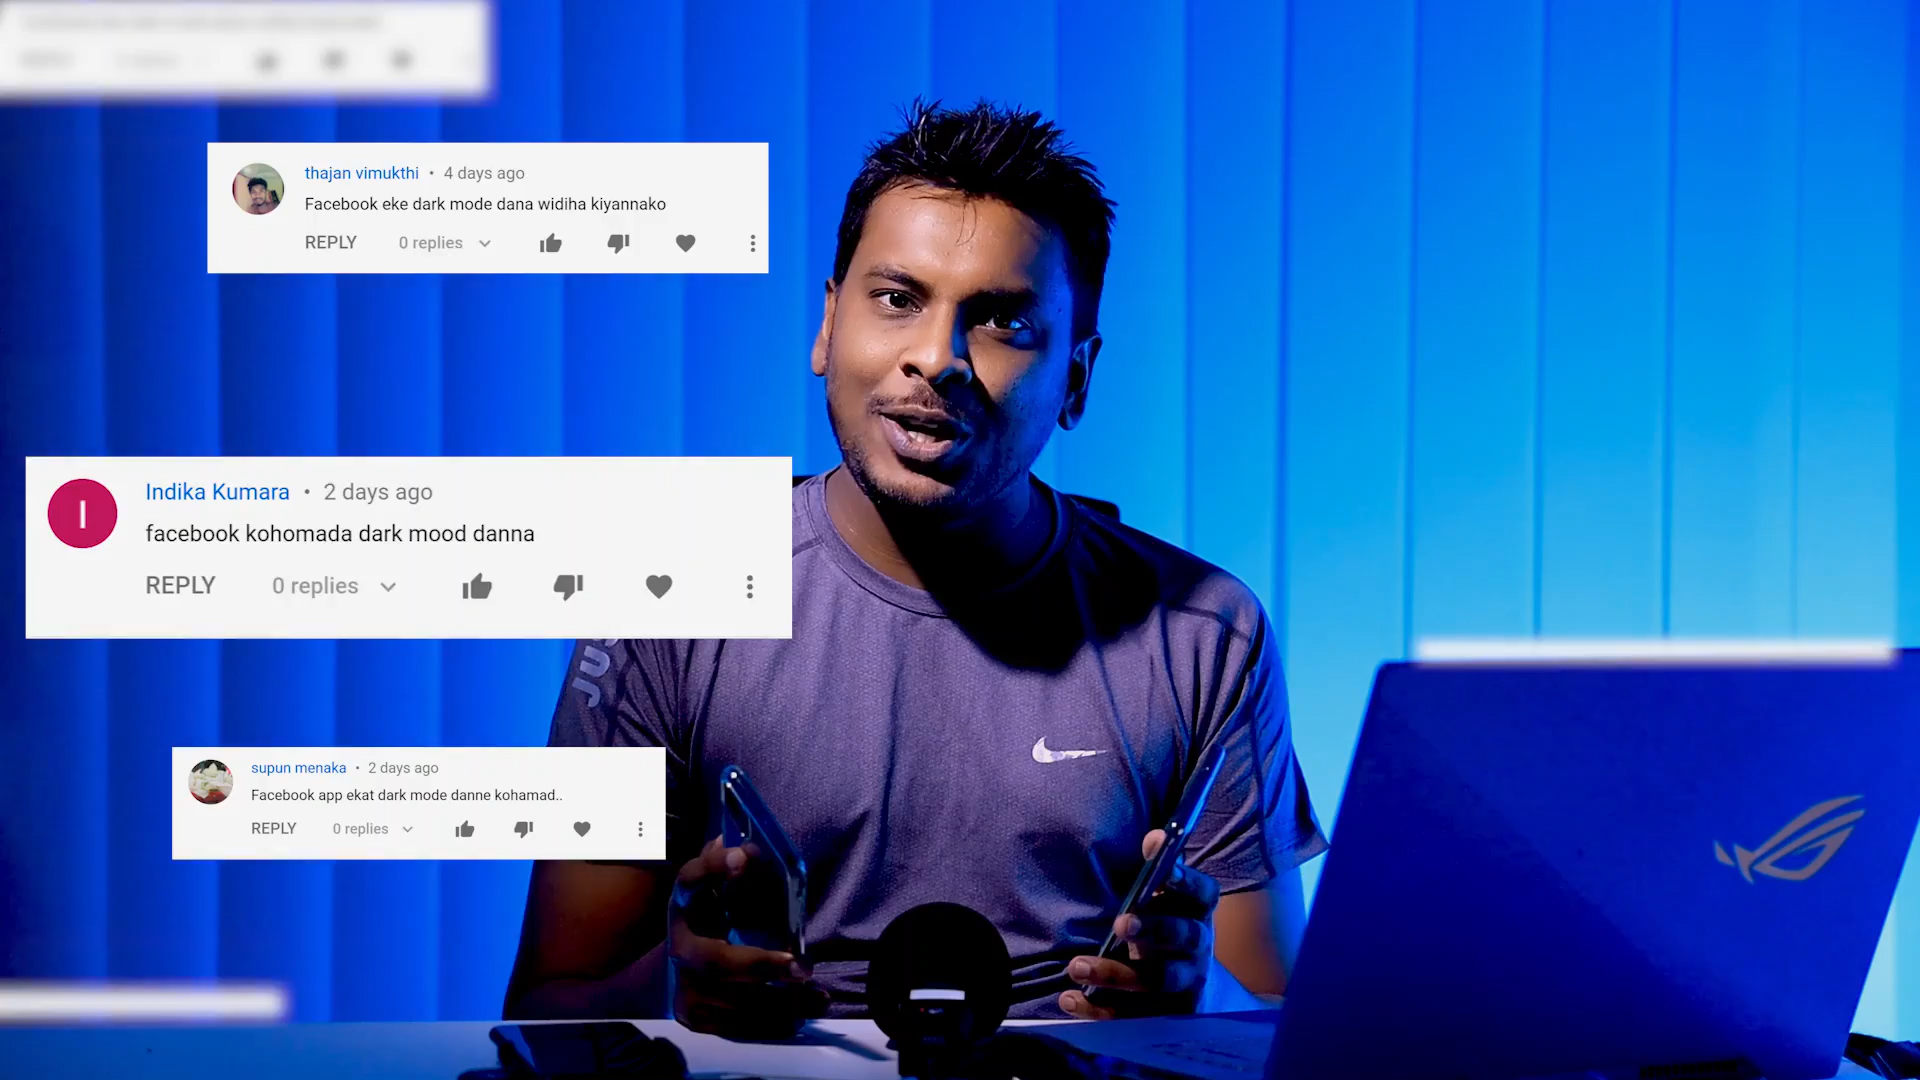 thajan vimukthi • 4 days ago
Facebook eke dark mode dana widiha kiyannako
REPLY 0 replies
Indika Kumara • 2 days ago
I
facebook kohomada dark mood danna
REPLY 0 replies
JUS
supun menaka • 2 days ago
Facebook app ekat dark mode danne kohamad..
REPLY 0 replies